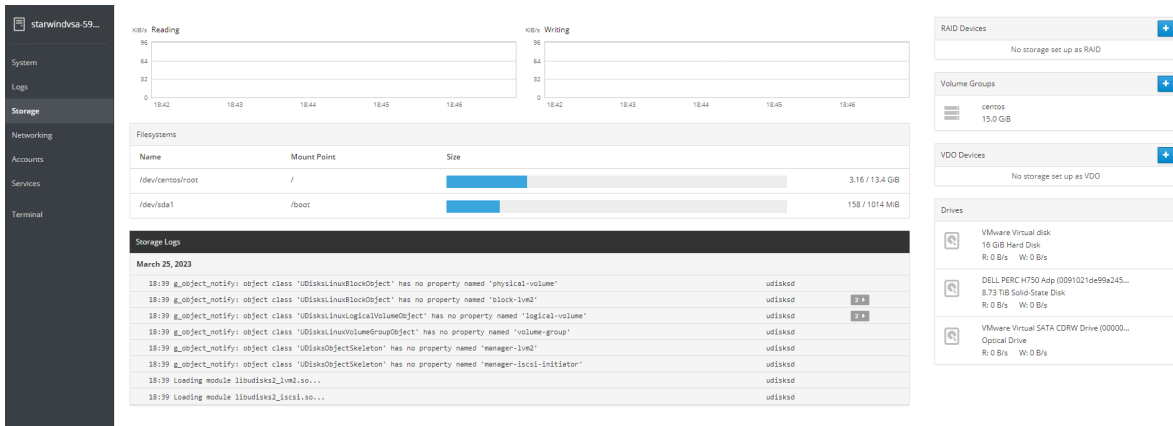 starwindvsa-59...
System
Logs
Storage
Networking
Accounts
Services
Terminal
KiB/s Reading
96
64
32
0
18:42 18:43 18:44 18:45 18:46
KiB/s Writing
96
64
32
0
18:42 18:43 18:44 18:45 18:46
Filesystems
Name Mount Point Size
/dev/centos/root / 3.16 / 13.4 GiB
/dev/sda1 /boot 158 / 1014 MiB
Storage Logs
March 25, 2023
18:39 g_object_notify: object class 'UDisksLinuxBlockObject' has no property named 'physical-volume' udisksd
18:39 g_object_notify: object class 'UDisksLinuxBlockObject' has no property named 'block-lvm2' udisksd 2
18:39 g_object_notify: object class 'UDisksLinuxLogicalVolumeObject' has no property named 'logical-volume' udisksd 2
18:39 g_object_notify: object class 'UDisksLinuxVolumeGroupObject' has no property named 'volume-group' udisksd
18:39 g_object_notify: object class 'UDisksObjectSkeleton' has no property named 'manager-lvm2' udisksd
18:39 g_object_notify: object class 'UDisksObjectSkeleton' has no property named 'manager-iscsi-initiator' udisksd
18:39 Loading module libudisks2_lvm2.so... udisksd
18:39 Loading module libudisks2_iscsi.so... udisksd
RAID Devices
No storage set up as RAID
Volume Groups
centos
15.0 GiB
VDO Devices
No storage set up as VDO
Drives
VMware Virtual disk
16 GiB Hard Disk
R: 0 B/s W: 0 B/s
DELL PERC H750 Adp (0091021de99a245...
8.73 TiB Solid-State Disk
R: 0 B/s W: 0 B/s
VMware Virtual SATA CDRW Drive (00000...
Optical Drive
R: 0 B/s W: 0 B/s